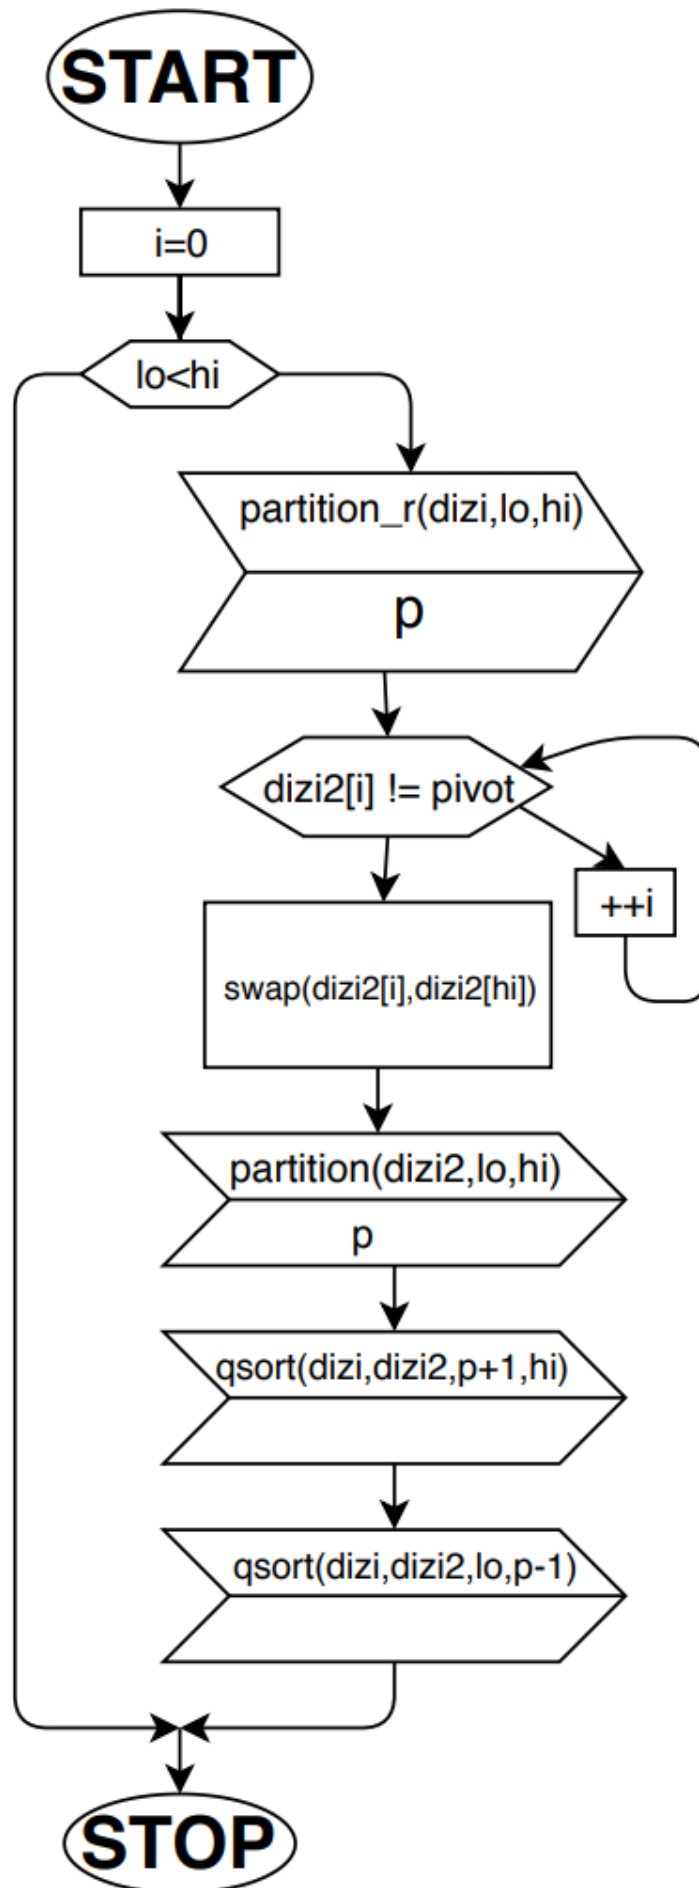 START
i=0
lo<hi
partition_r(dizi,lo,hi)
p
dizi2[i] != pivot
++i
swap(dizi2[i],dizi2[hi])
partition(dizi2,lo,hi)
p
qsort(dizi,dizi2,p+1,hi)
qsort(dizi,dizi2,lo,p-1)
STOP